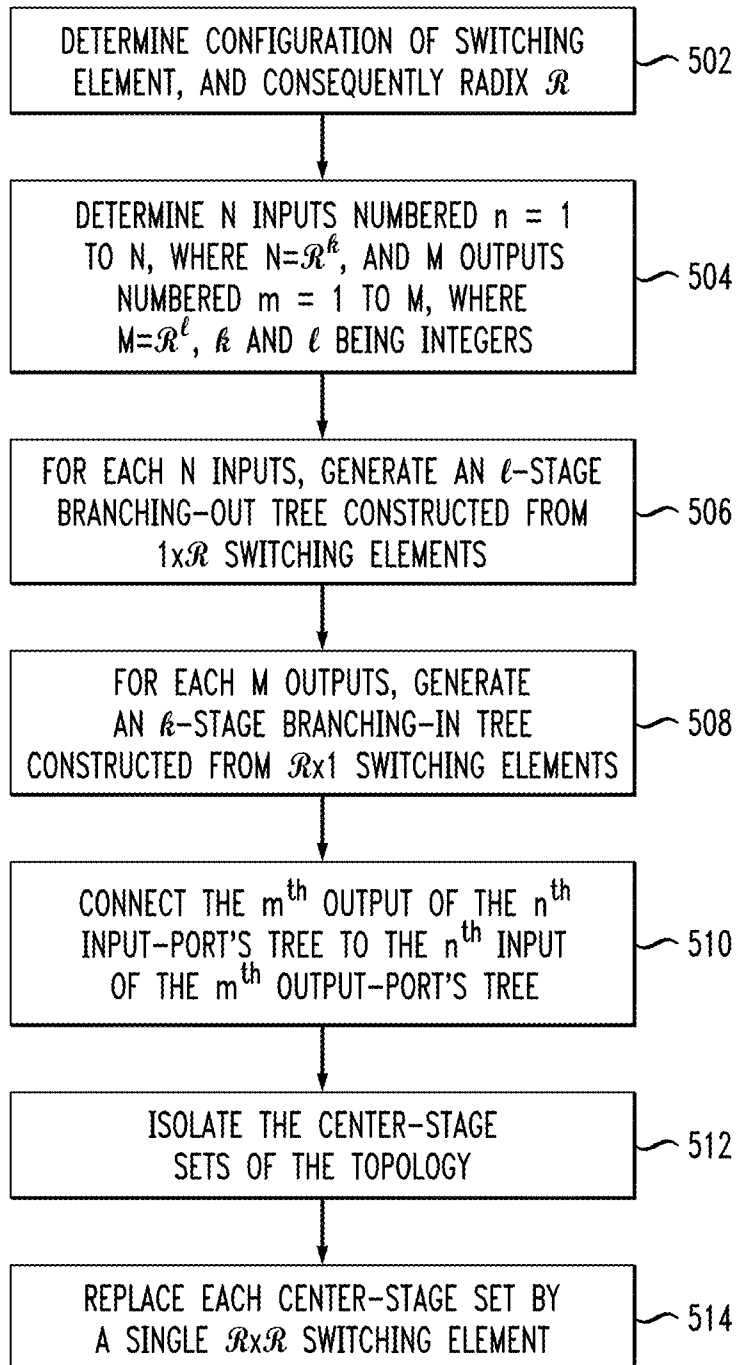 DETERMINE CONFIGURATION OF SWITCHING
ELEMENT, AND CONSEQUENTLY RADIX ℛ
502
DETERMINE N INPUTS NUMBERED n = 1
TO N, WHERE N=ℛ^k, AND M OUTPUTS
NUMBERED m = 1 TO M, WHERE
M=ℛ^ℓ, k AND ℓ BEING INTEGERS
504
FOR EACH N INPUTS, GENERATE AN ℓ-STAGE
BRANCHING-OUT TREE CONSTRUCTED FROM
1xℛ SWITCHING ELEMENTS
506
FOR EACH M OUTPUTS, GENERATE
AN k-STAGE BRANCHING-IN TREE
CONSTRUCTED FROM ℛx1 SWITCHING ELEMENTS
508
CONNECT THE m^th OUTPUT OF THE n^th
INPUT-PORT'S TREE TO THE n^th INPUT
OF THE m^th OUTPUT-PORT'S TREE
510
ISOLATE THE CENTER-STAGE
SETS OF THE TOPOLOGY
512
REPLACE EACH CENTER-STAGE SET BY
A SINGLE ℛxℛ SWITCHING ELEMENT
514